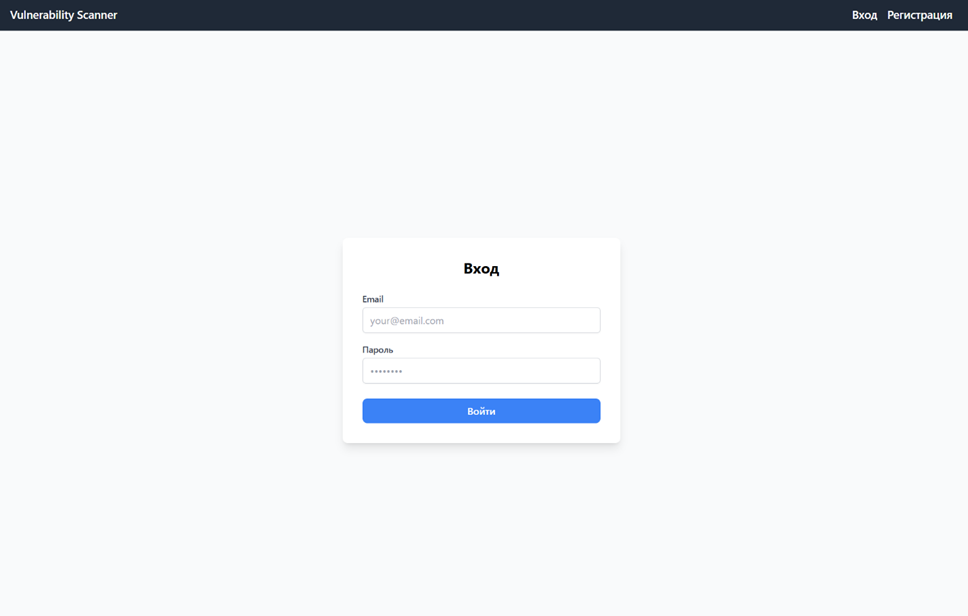 Vulnerability Scanner
Вход Регистрация
Вход
Email
your@email.com
Пароль
••••••••
Войти